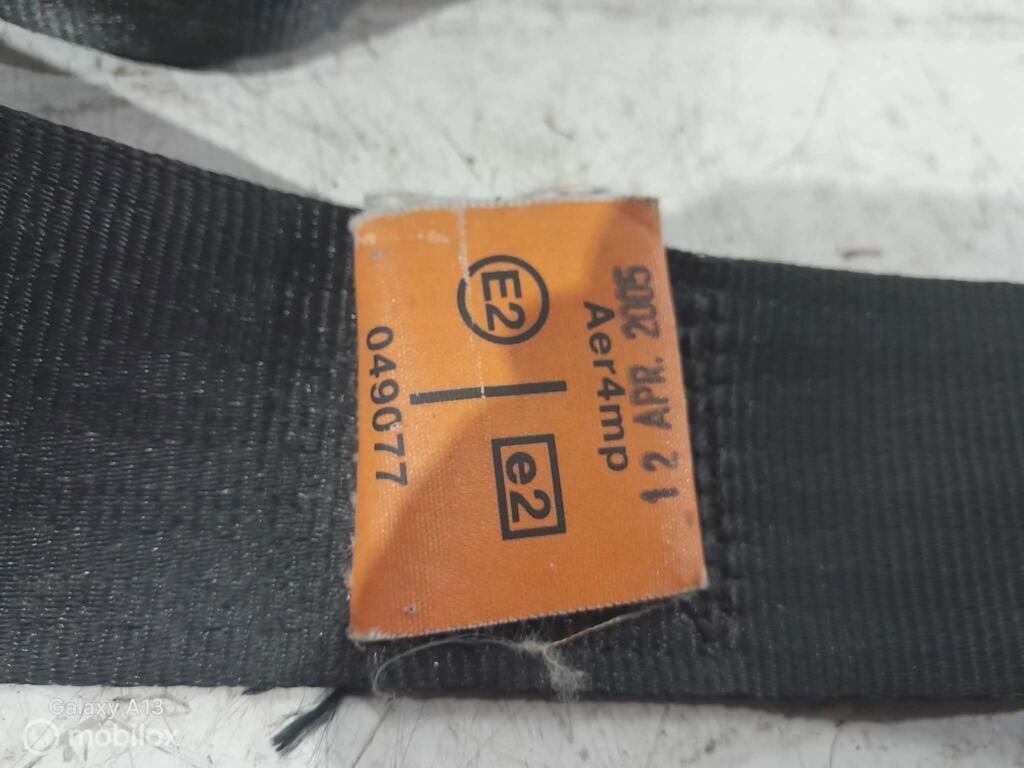 12 APR. 2005
Aer4mp
E2 e2
049077
Galaxy A13
mobilox